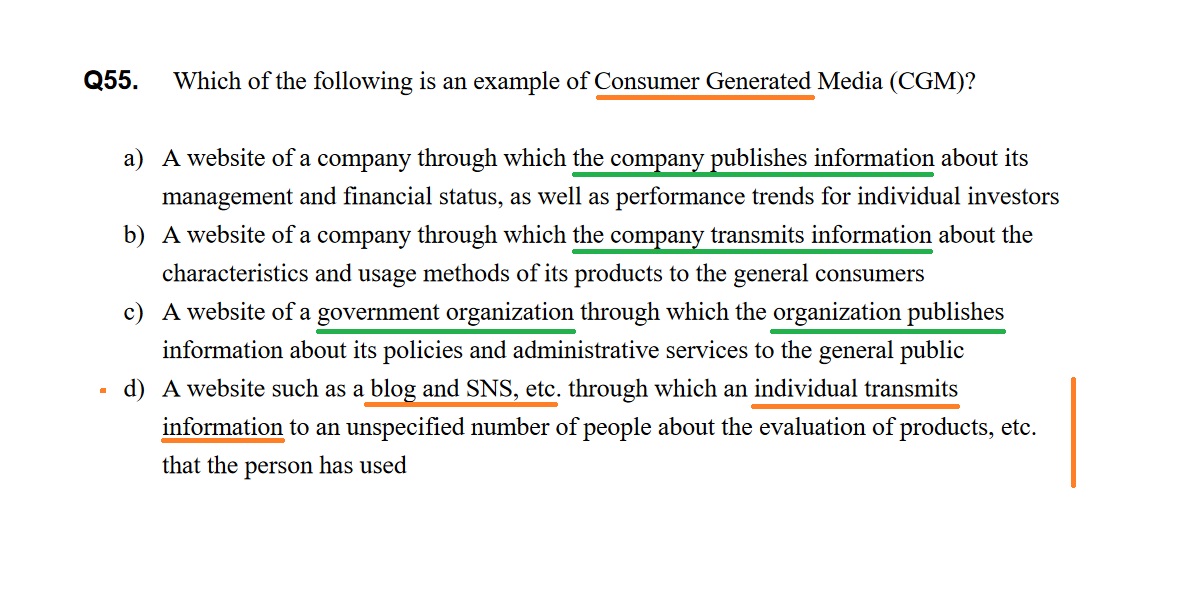 Q55. Which of the following is an example of Consumer Generated Media (CGM)?
a) A website of a company through which the company publishes information about its
management and financial status, as well as performance trends for individual investors
b) A website of a company through which the company transmits information about the
characteristics and usage methods of its products to the general consumers
c) A website of a government organization through which the organization publishes
information about its policies and administrative services to the general public
d) A website such as a blog and SNS, etc. through which an individual transmits
information to an unspecified number of people about the evaluation of products, etc.
that the person has used